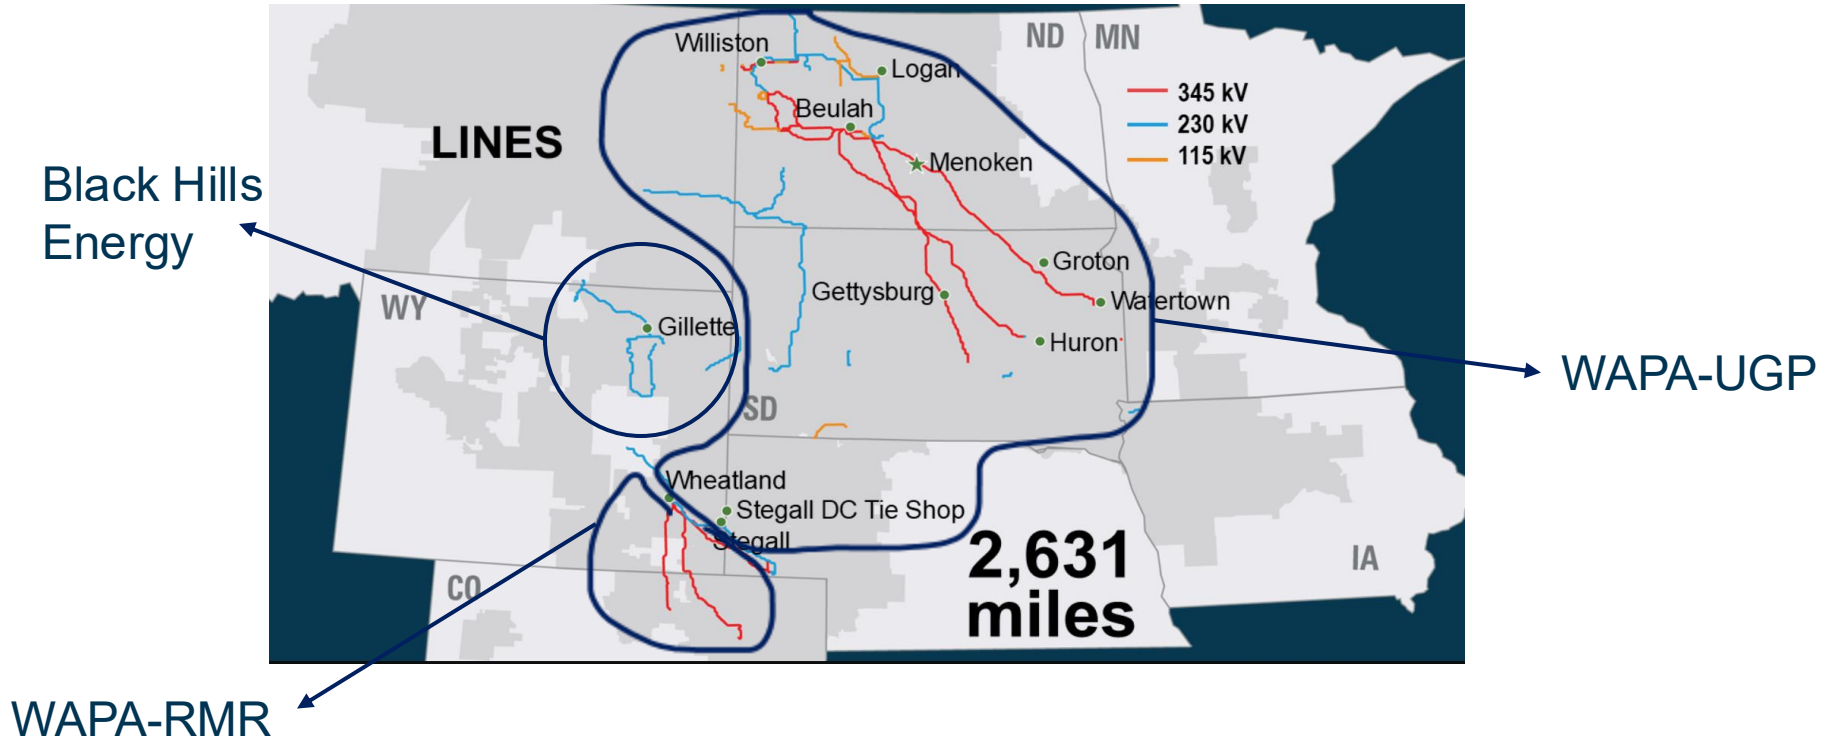 Williston
ND
MN
Logan
345 kV
230 kV
115 kV
Beulah
LINES
Menoken
Black Hills
Energy
Groton
Gettysburg
Watertown
WY
Gillette
Huron
WAPA-UGP
SD
Wheatland
Stegall DC Tie Shop
Stegall
2,631
miles
IA
CO
WAPA-RMR